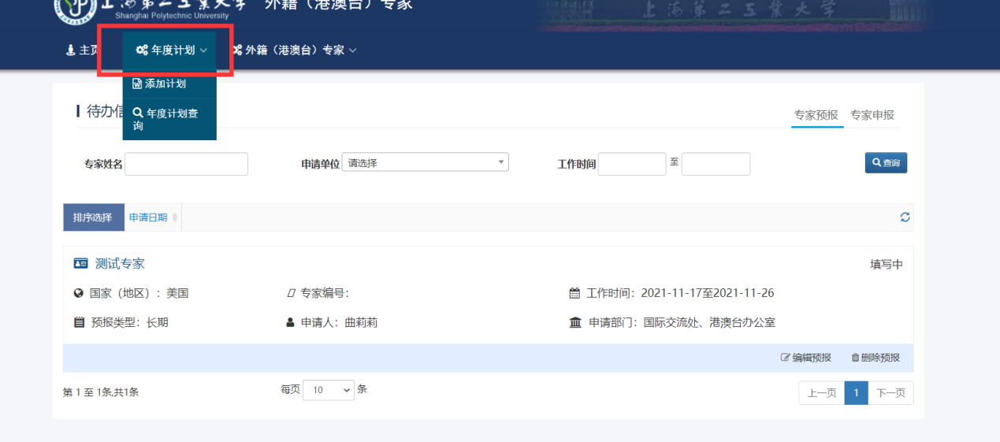 上海第二工业大学 外籍（港澳台）专家
Shanghai Polytechnic University
上海第二工業大学
主页 年度计划 外籍（港澳台）专家
添加计划
年度计划查
询
待办信
专家预报 专家申报
专家姓名 申请单位 请选择 工作时间 至 查询
排序选择 申请日期
测试专家 填写中
国家（地区）：美国 专家编号： 工作时间：2021-11-17至2021-11-26
预报类型：长期 申请人：曲莉莉 申请部门：国际交流处、港澳台办公室
编辑预报 删除预报
第 1 至 1条,共1条 每页 10 条 上一页 1 下一页